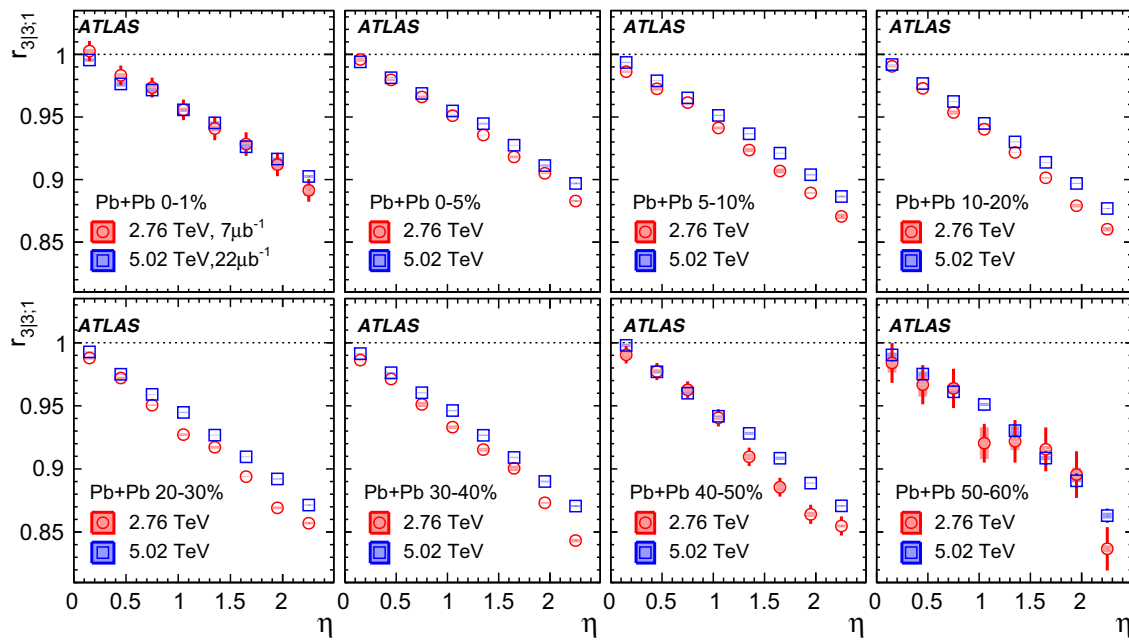 r3|3;1
ATLAS
ATLAS
ATLAS
ATLAS
1
0.95
0.9
0.85
Pb+Pb 0-1%
2.76 TeV, 7μb-1
5.02 TeV,22μb-1
Pb+Pb 0-5%
2.76 TeV
5.02 TeV
Pb+Pb 5-10%
2.76 TeV
5.02 TeV
Pb+Pb 10-20%
2.76 TeV
5.02 TeV
r3|3;1
ATLAS
ATLAS
ATLAS
ATLAS
1
0.95
0.9
0.85
Pb+Pb 20-30%
2.76 TeV
5.02 TeV
Pb+Pb 30-40%
2.76 TeV
5.02 TeV
Pb+Pb 40-50%
2.76 TeV
5.02 TeV
Pb+Pb 50-60%
2.76 TeV
5.02 TeV
0 0.5 1 1.5 2
0 0.5 1 1.5 2
0 0.5 1 1.5 2
0 0.5 1 1.5 2
η
η
η
η